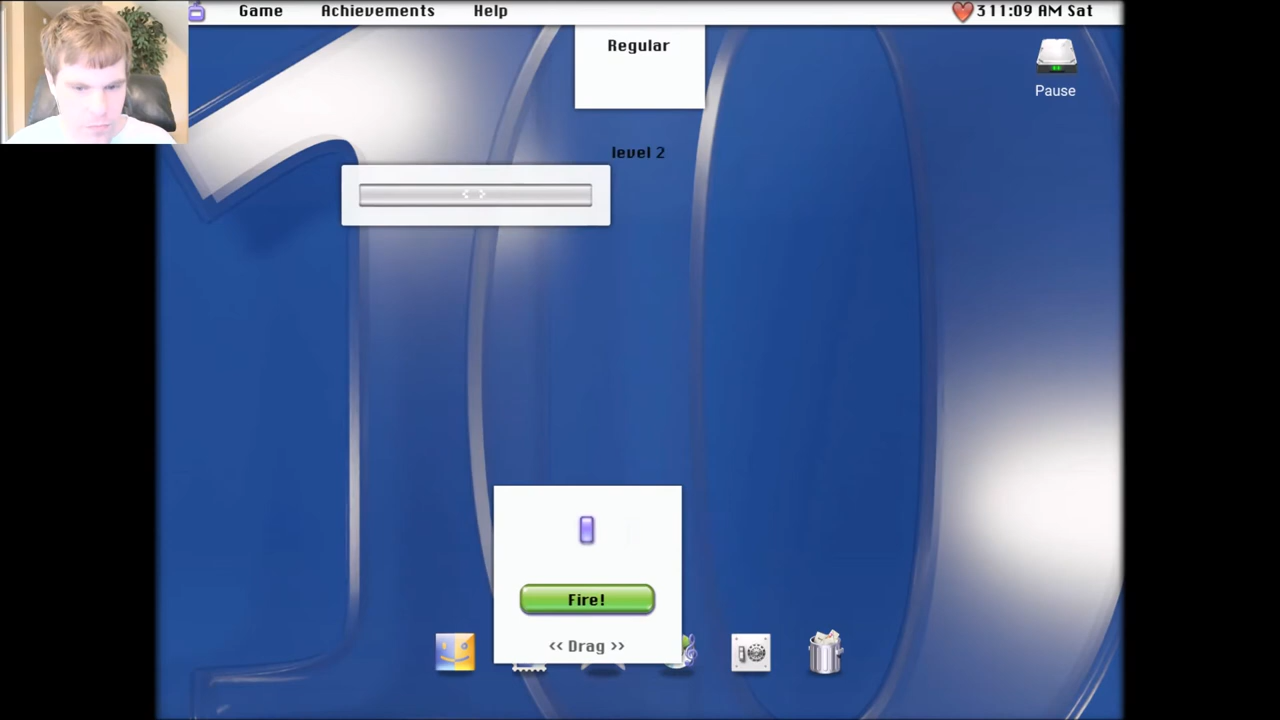 Game Achievements Help ❤ 3 11:09 AM Sat
Regular
Pause
level 2
< >
Fire!
<< Drag >>